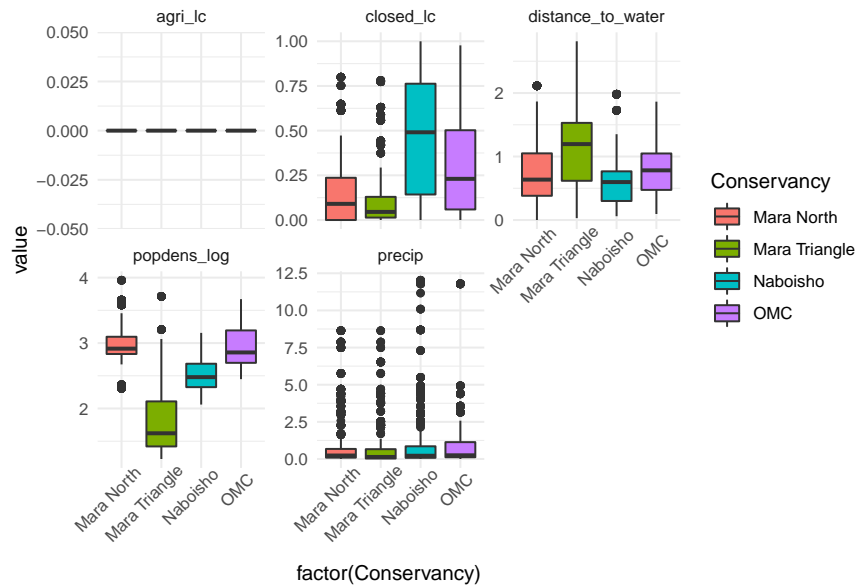 agri_lc closed_lc distance_to_water
0.050 1.00
0.025 0.75 2
0.000 0.50
−0.025 0.25 1
−0.050 0.00 0
Mara North Mara Triangle Naboisho OMC
popdens_log precip
4 12.5
10.0
3 7.5
5.0
2 2.5
0.0
Mara North Mara Triangle Naboisho OMC Mara North Mara Triangle Naboisho OMC
value
factor(Conservancy)
Conservancy
Mara North
Mara Triangle
Naboisho
OMC